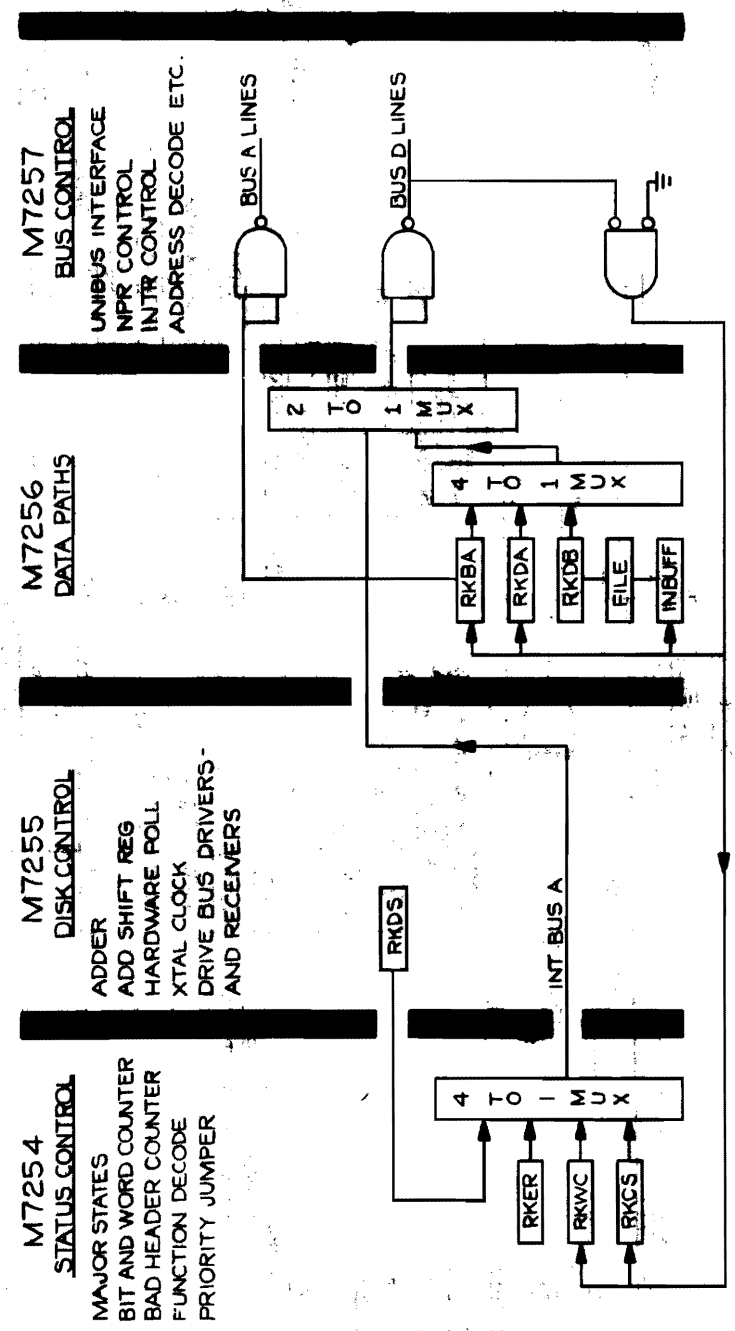 M7254
STATUS CONTROL
MAJOR STATES
BIT AND WORD COUNTER
BAD HEADER COUNTER
FUNCTION DECODE
PRIORITY JUMPER
M7255
DISK CONTROL
ADDER
ADD SHIFT REG
HARDWARE POLL
XTAL CLOCK
DRIVE BUS DRIVERS-
AND RECEIVERS
M7256
DATA PATHS
M7257
BUS CONTROL
UNIBUS INTERFACE
NPR CONTROL
INTR CONTROL
ADDRESS DECODE ETC.
BUS A LINES
BUS D LINES
2 TO 1 MUX
4 TO 1 MUX
RKBA
RKDA
RKDB
FILE
INBUFF
RKDS
INT BUS A
4 TO 1 MUX
RKER
RKWC
RKCS